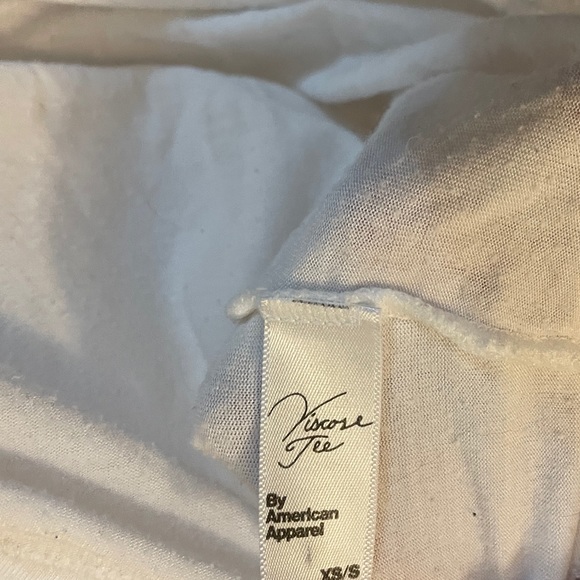 Viscose
Tee
By
American
Apparel
XS/S